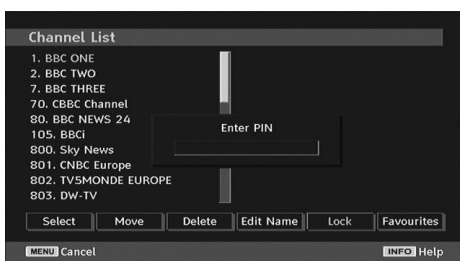 Channel List
1. BBC ONE
2. BBC TWO
7. BBC THREE
70. CBBC Channel
80. BBC NEWS 24
105. BBCi
800. Sky News
801. CNBC Europe
802. TV5MONDE EUROPE
803. DW-TV
Enter PIN
Select Move Delete Edit Name Lock Favourites
MENU Cancel INFO Help